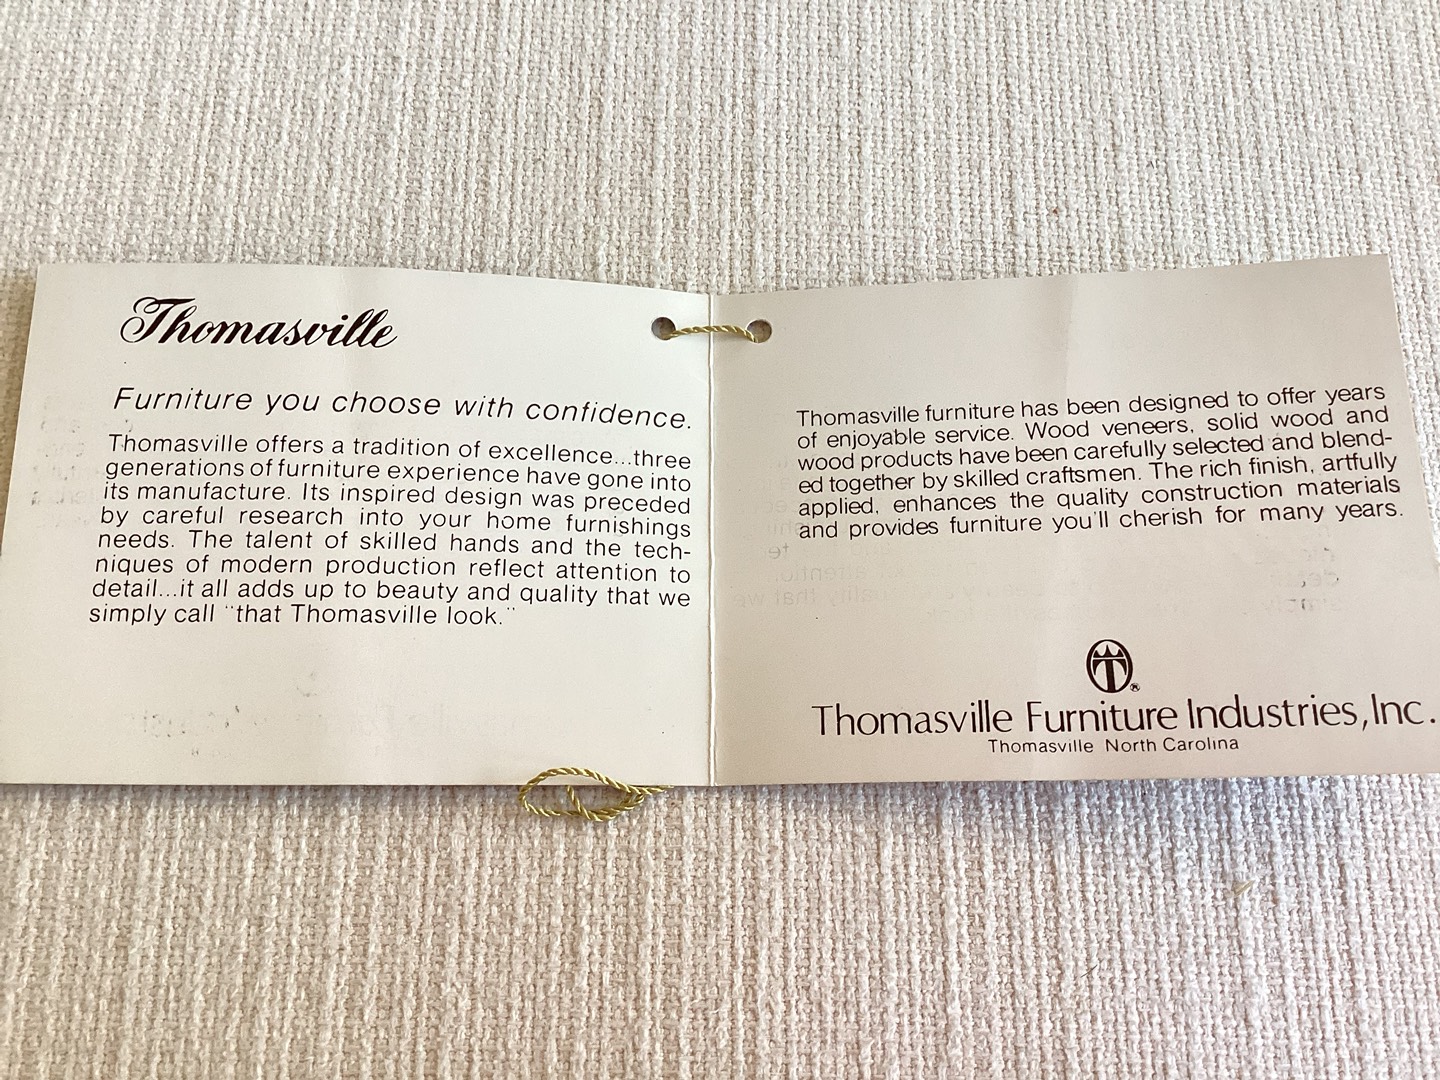 Thomasville
Furniture you choose with confidence.
Thomasville offers a tradition of excellence...three
generations of furniture experience have gone into
its manufacture. Its inspired design was preceded
by careful research into your home furnishings
needs. The talent of skilled hands and the tech-
niques of modern production reflect attention to
detail...it all adds up to beauty and quality that we
simply call "that Thomasville look."
Thomasville furniture has been designed to offer years
of enjoyable service. Wood veneers, solid wood and
wood products have been carefully selected and blend-
ed together by skilled craftsmen. The rich finish, artfully
applied, enhances the quality construction materials
and provides furniture you'll cherish for many years.
T®
Thomasville Furniture Industries, Inc.
Thomasville North Carolina